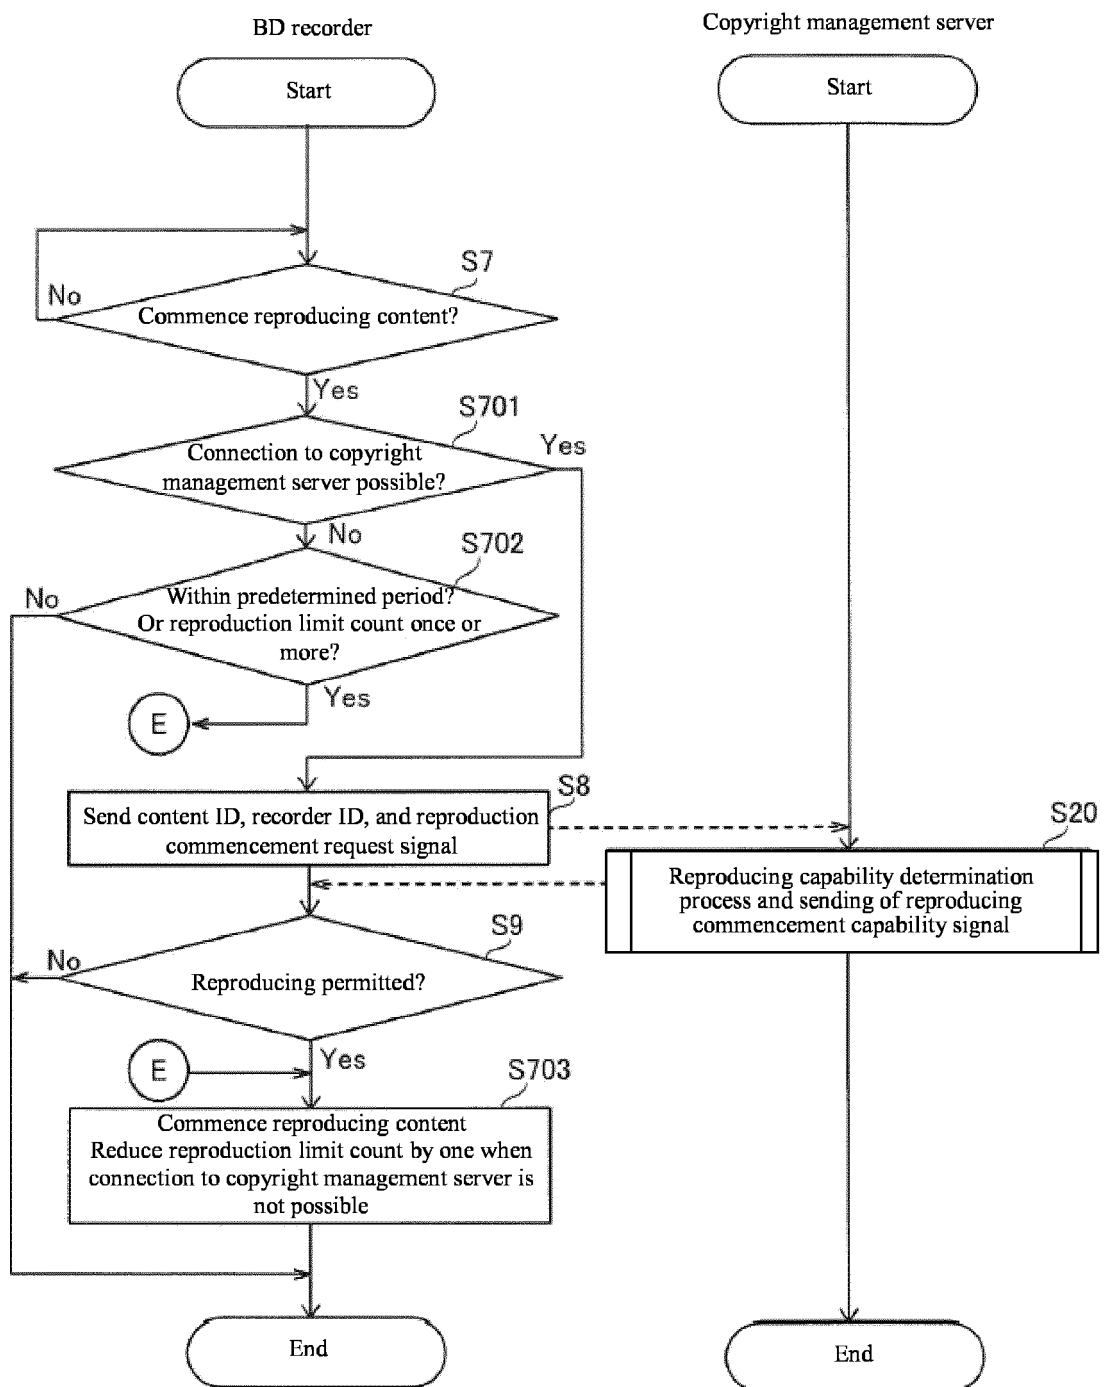 BD recorder
Copyright management server
Start
Start
S7
No
Commence reproducing content?
Yes
S701
Yes
Connection to copyright
management server possible?
No
S702
No
Within predetermined period?
Or reproduction limit count once or
more?
Yes
E
S8
Send content ID, recorder ID, and reproduction
commencement request signal
S20
Reproducing capability determination
process and sending of reproducing
commencement capability signal
S9
No
Reproducing permitted?
Yes
E
S703
Commence reproducing content
Reduce reproduction limit count by one when
connection to copyright management server is
not possible
End
End